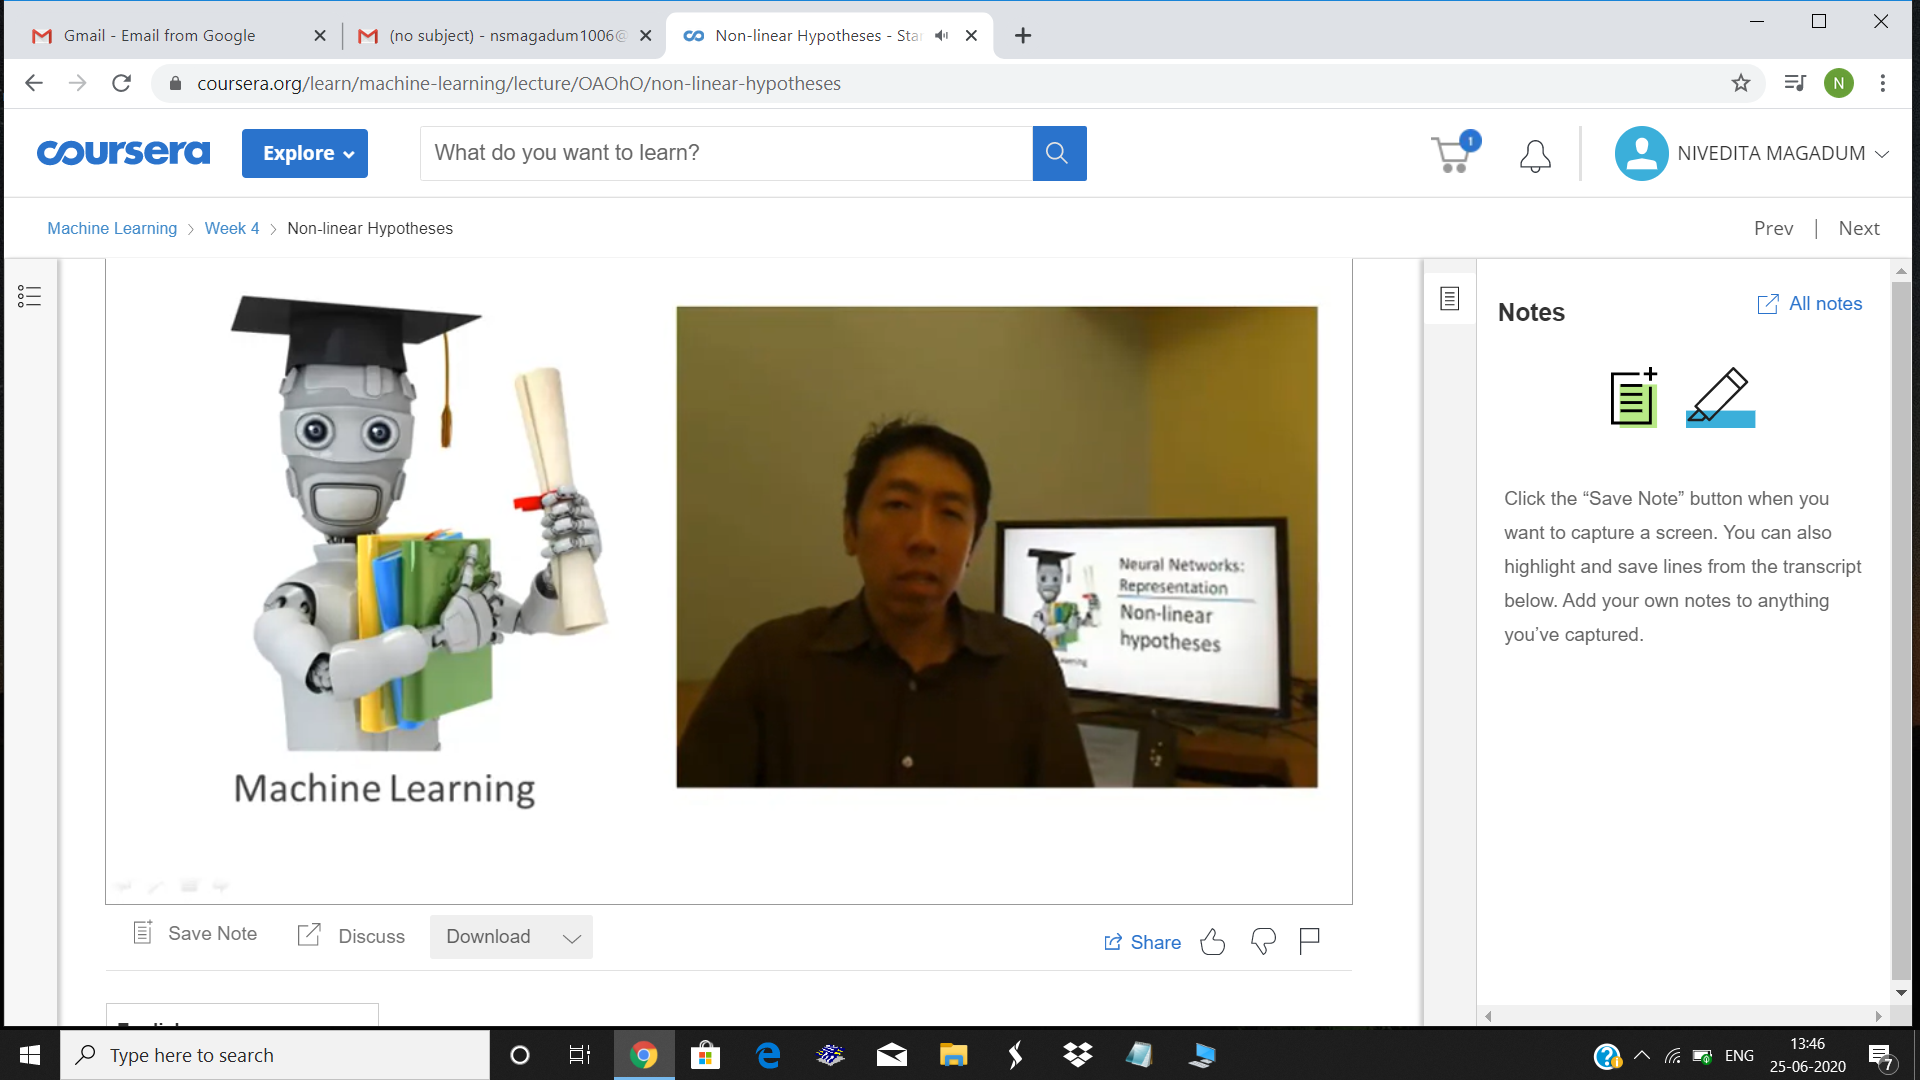 Gmail - Email from Google
(no subject) - nsmagadum1006@
Non-linear Hypotheses - Sta
coursera.org/learn/machine-learning/lecture/OAOhO/non-linear-hypotheses
N
coursera
Explore
What do you want to learn?
1
NIVEDITA MAGADUM
Machine Learning > Week 4 > Non-linear Hypotheses
Prev | Next
Machine Learning
Neural Networks:
Representation
Non-linear
hypotheses
Notes
All notes
Click the “Save Note” button when you
want to capture a screen. You can also
highlight and save lines from the transcript
below. Add your own notes to anything
you’ve captured.
Save Note
Discuss
Download
Share
Type here to search
ENG
13:46
25-06-2020
7